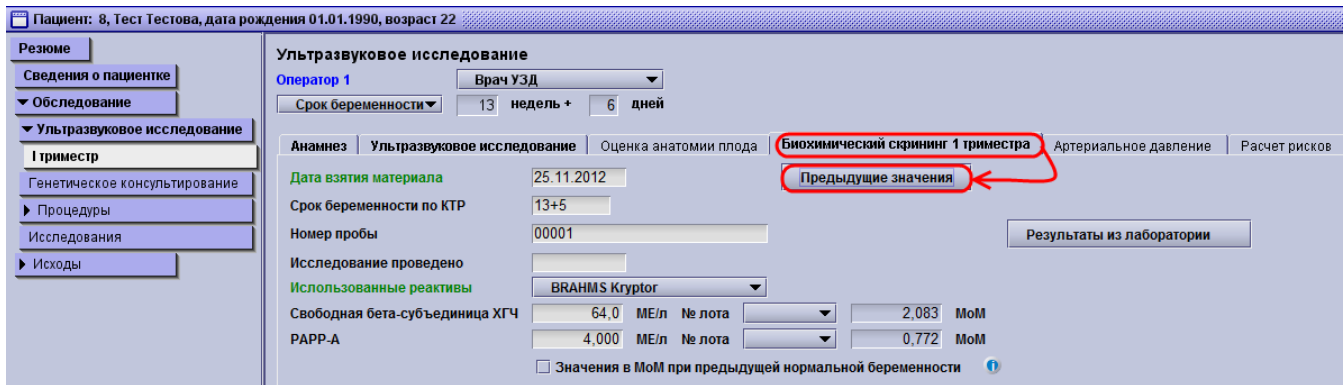 Пациент: 8, Тест Тестова, дата рождения 01.01.1990, возраст 22
Резюме
Сведения о пациентке
Обследование
Ультразвуковое исследование
I триместр
Генетическое консультирование
Процедуры
Исследования
Исходы
Ультразвуковое исследование
Оператор 1 Врач УЗД
Срок беременности 13 недель + 6 дней
Анамнез Ультразвуковое исследование Оценка анатомии плода Биохимический скрининг 1 триместра Артериальное давление Расчет рисков
Дата взятия материала 25.11.2012 Предыдущие значения
Срок беременности по КТР 13+5
Номер пробы 00001 Результаты из лаборатории
Исследование проведено
Использованные реактивы BRAHMS Kryptor
Свободная бета-субъединица ХГЧ 64,0 МЕ/л № лота 2,083 МоМ
PAPP-A 4,000 МЕ/л № лота 0,772 МоМ
Значения в МоМ при предыдущей нормальной беременности